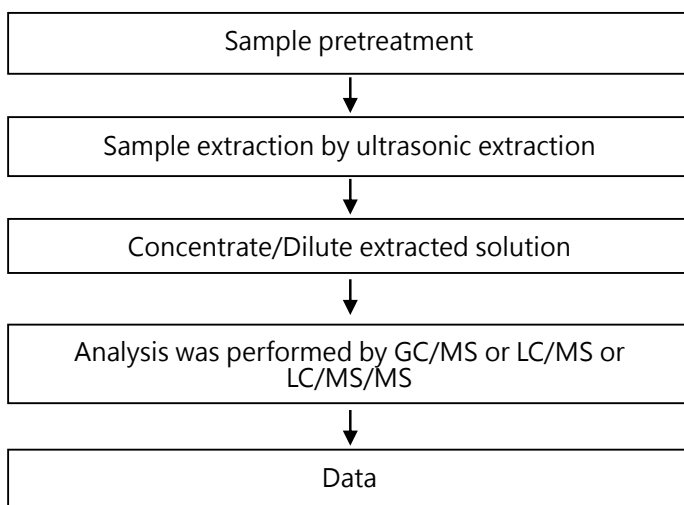 Sample pretreatment
Sample extraction by ultrasonic extraction
Concentrate/Dilute extracted solution
Analysis was performed by GC/MS or LC/MS or
LC/MS/MS
Data